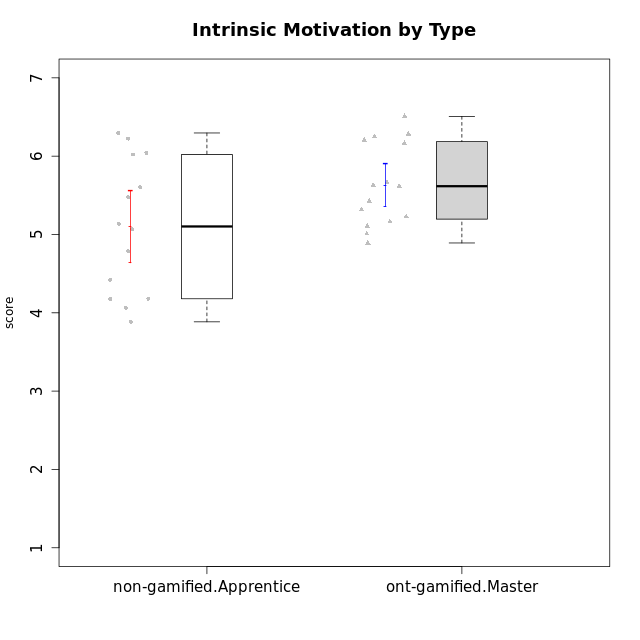 Intrinsic Motivation by Type
7
6
5
4
3
2
1
score
non-gamified.Apprentice
ont-gamified.Master